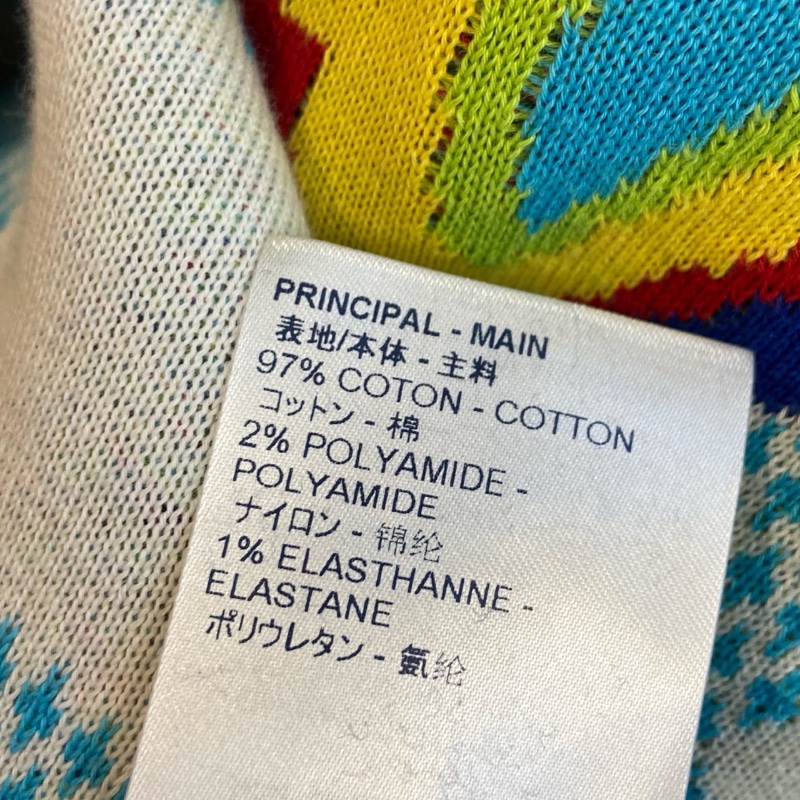 PRINCIPAL - MAIN
表地/本体 - 主料
97% COTON - COTTON
コットン - 棉
2% POLYAMIDE -
POLYAMIDE
ナイロン - 锦纶
1% ELASTHANNE -
ELASTANE
ポリウレタン - 氨纶